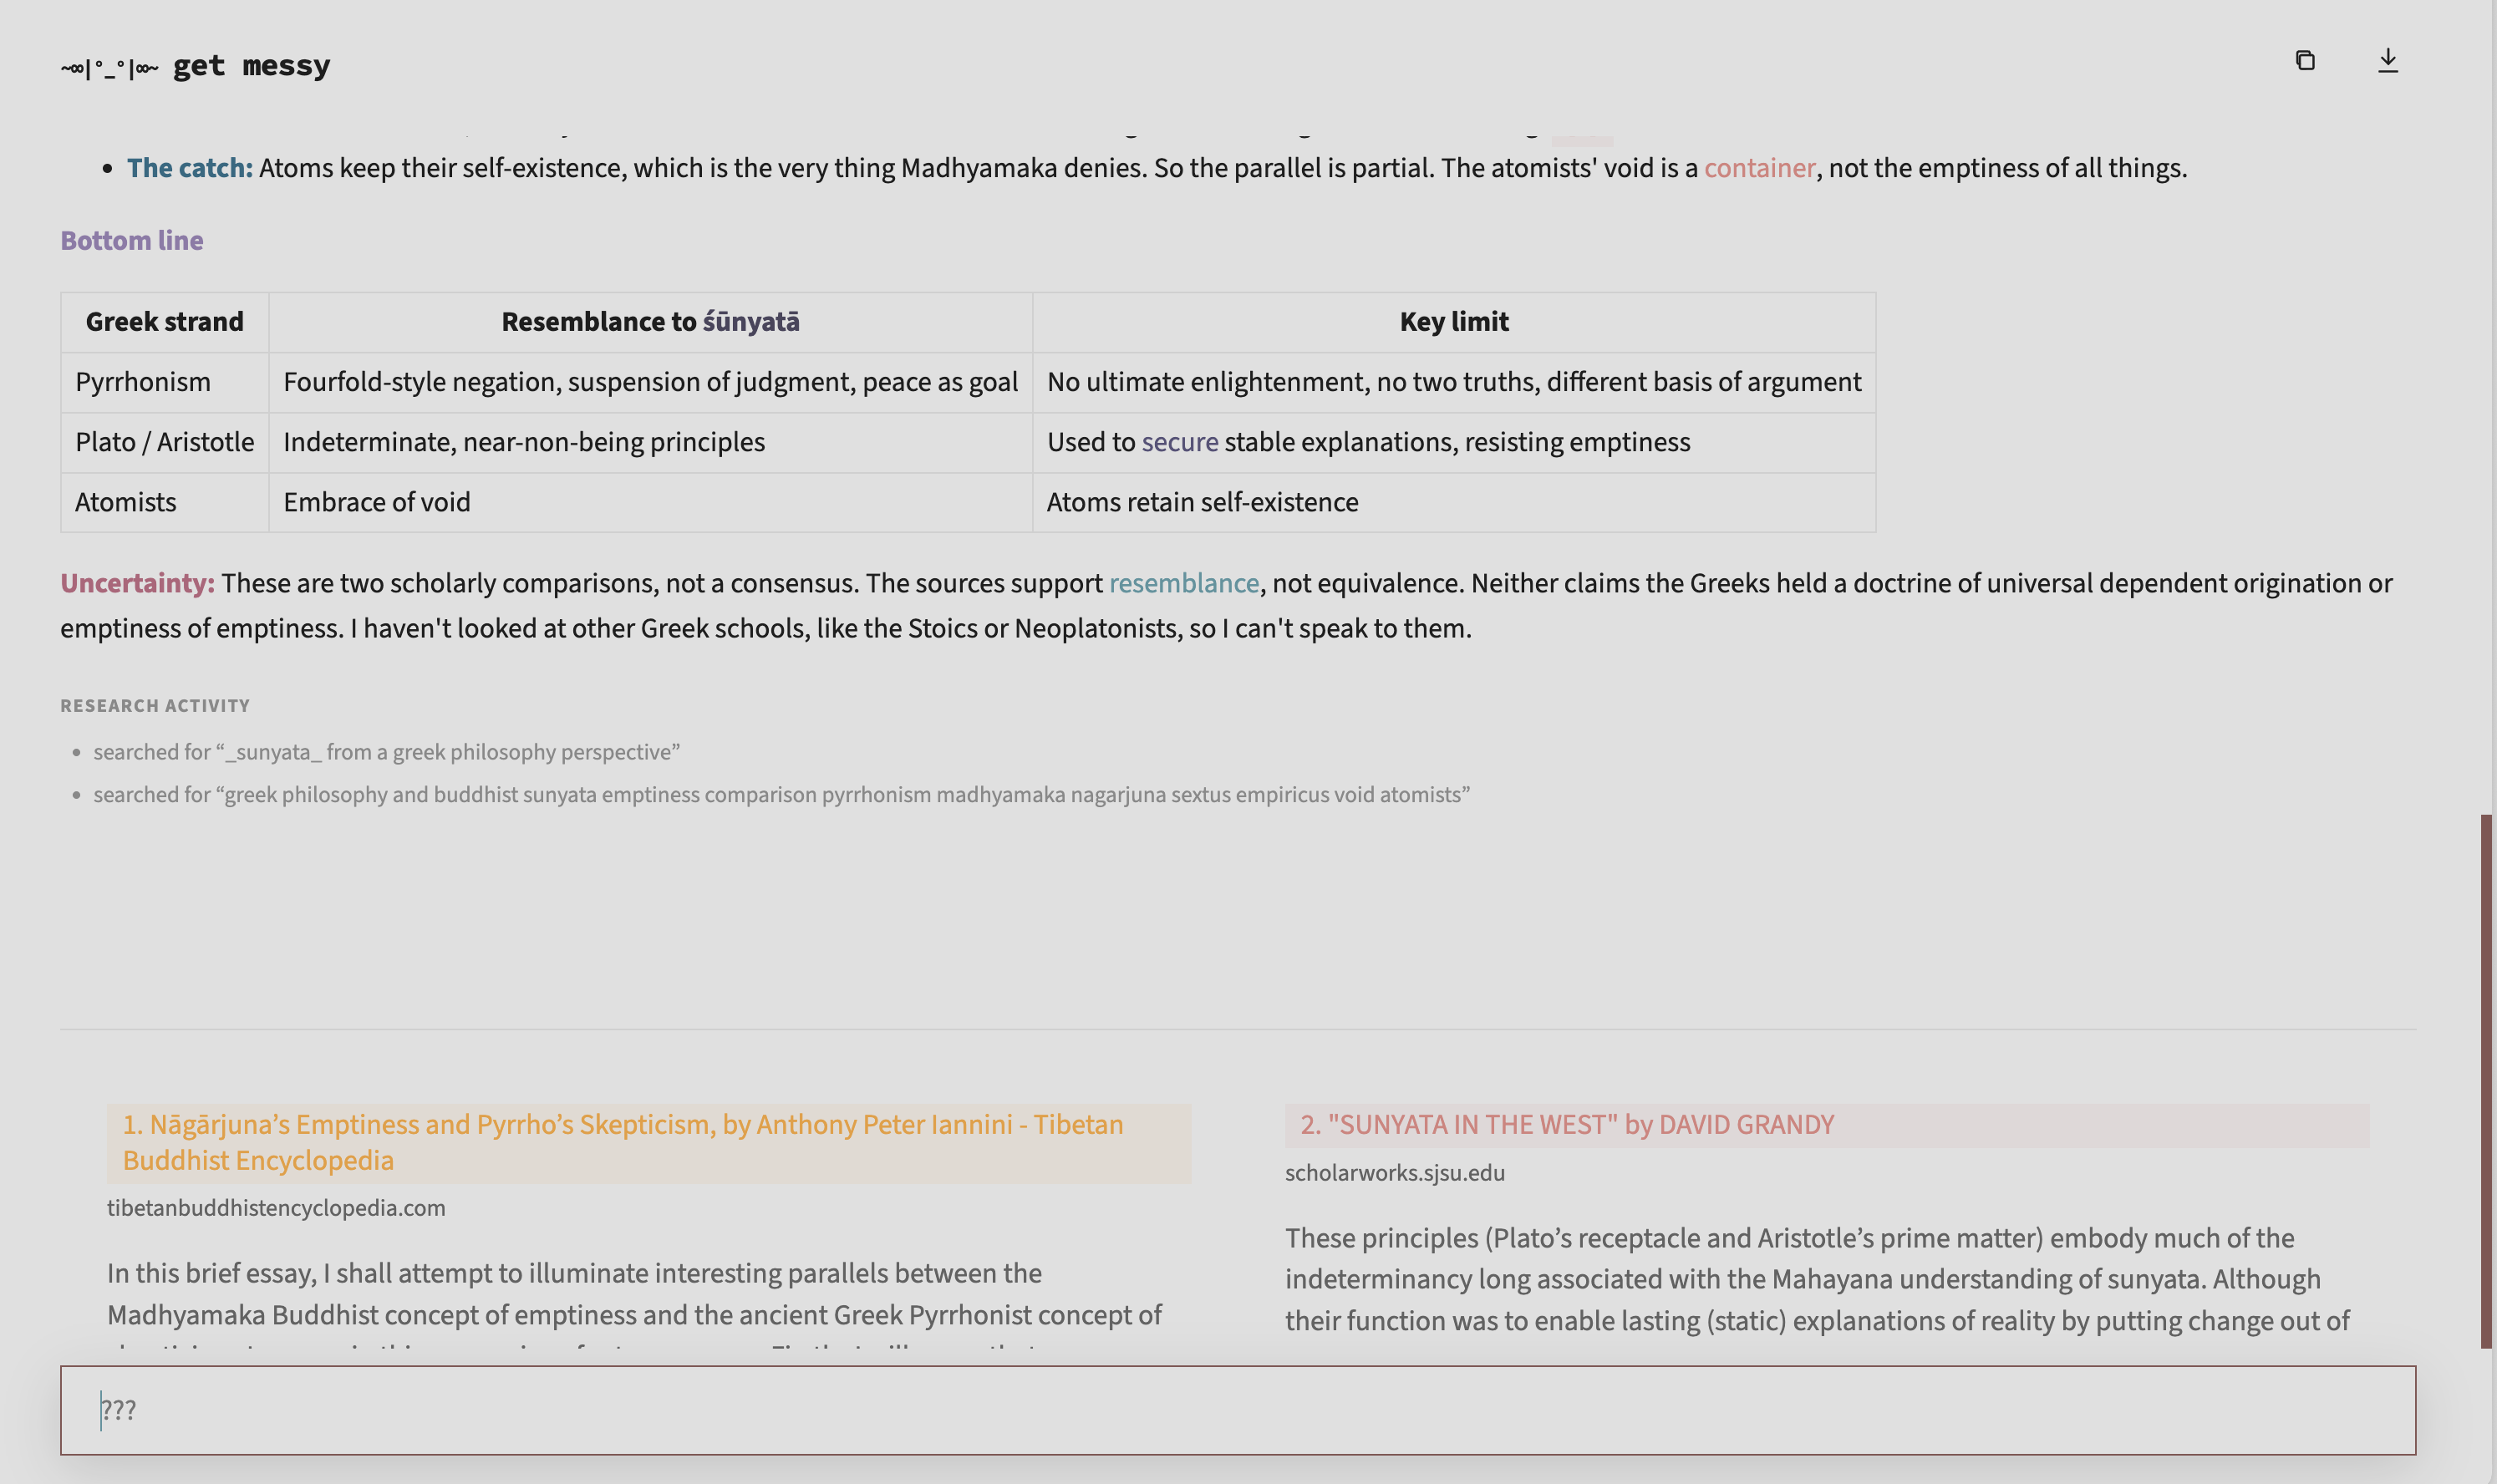 ~∞|°_°|∞~ get messy
• The catch: Atoms keep their self-existence, which is the very thing Madhyamaka denies. So the parallel is partial. The atomists' void is a container, not the emptiness of all things.
Bottom line
Greek strand Resemblance to śūnyatā Key limit
Pyrrhonism Fourfold-style negation, suspension of judgment, peace as goal No ultimate enlightenment, no two truths, different basis of argument
Plato / Aristotle Indeterminate, near-non-being principles Used to secure stable explanations, resisting emptiness
Atomists Embrace of void Atoms retain self-existence
Uncertainty: These are two scholarly comparisons, not a consensus. The sources support resemblance, not equivalence. Neither claims the Greeks held a doctrine of universal dependent origination or
emptiness of emptiness. I haven't looked at other Greek schools, like the Stoics or Neoplatonists, so I can't speak to them.
RESEARCH ACTIVITY
• searched for “_sunyata_ from a greek philosophy perspective”
• searched for “greek philosophy and buddhist sunyata emptiness comparison pyrrhonism madhyamaka nagarjuna sextus empiricus void atomists”
1. Nāgārjuna’s Emptiness and Pyrrho’s Skepticism, by Anthony Peter Iannini - Tibetan
Buddhist Encyclopedia
tibetanbuddhistencyclopedia.com
In this brief essay, I shall attempt to illuminate interesting parallels between the
Madhyamaka Buddhist concept of emptiness and the ancient Greek Pyrrhonist concept of
2. "SUNYATA IN THE WEST" by DAVID GRANDY
scholarworks.sjsu.edu
These principles (Plato’s receptacle and Aristotle’s prime matter) embody much of the
indeterminancy long associated with the Mahayana understanding of sunyata. Although
their function was to enable lasting (static) explanations of reality by putting change out of
???